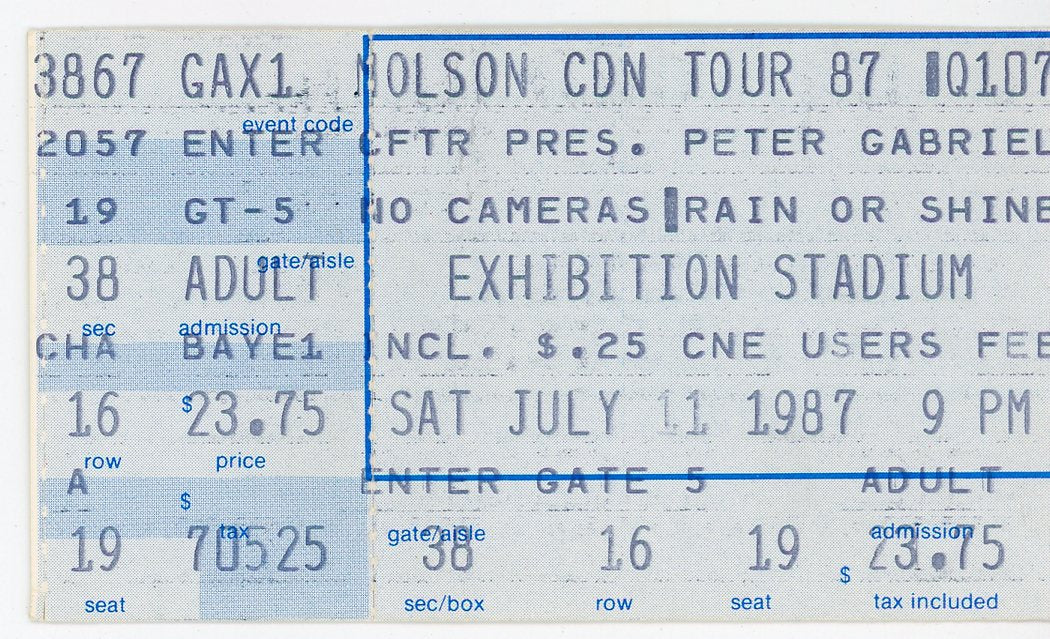 3867 GAX1 MOLSON CDN TOUR 87 Q107
event code
2057 ENTER CFTR PRES. PETER GABRIEL
19 GT-5 NO CAMERAS RAIN OR SHINE
gate/aisle
38 ADULT EXHIBITION STADIUM
sec admission
CHA BAYE1 INCL. $.25 CNE USERS FEE
16 $23.75 SAT JULY 11 1987 9 PM
row price
A ENTER GATE 5 ADULT
$
tax gate/aisle admission
19 70525 38 16 19 $23.75
seat sec/box row seat tax included